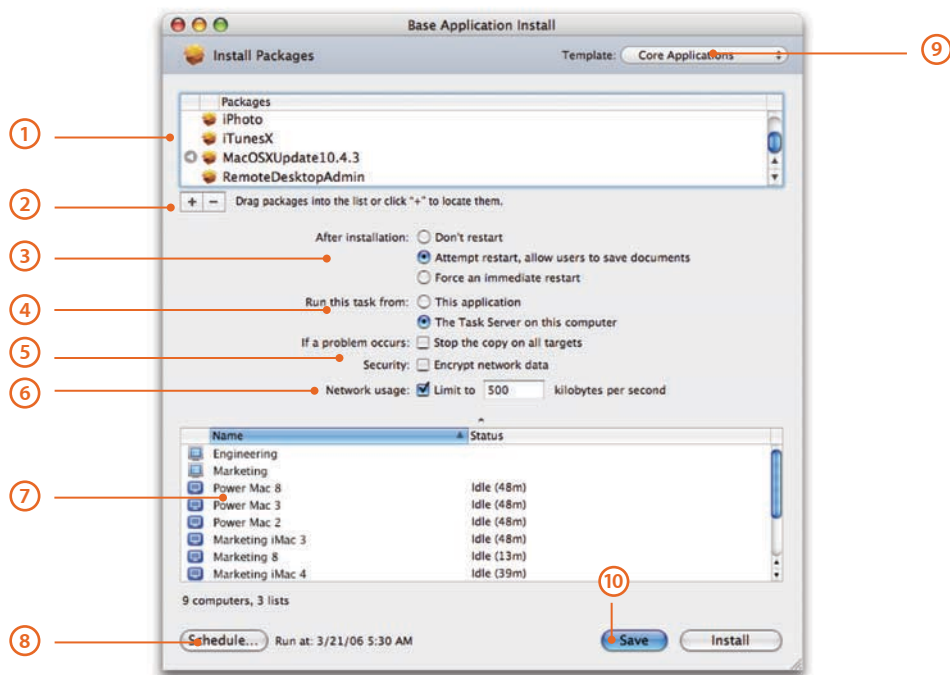 Base Application Install
Install Packages Template: Core Applications 9
Packages
iPhoto
1 iTunesX
MacOSXUpdate10.4.3
RemoteDesktopAdmin
2 + − Drag packages into the list or click "+" to locate them.
After installation: Don't restart
3 Attempt restart, allow users to save documents
Force an immediate restart
4 Run this task from: This application
The Task Server on this computer
5 If a problem occurs: Stop the copy on all targets
Security: Encrypt network data
6 Network usage: Limit to 500 kilobytes per second
Name Status
Engineering
Marketing
7 Power Mac 8 Idle (48m)
Power Mac 3 Idle (48m)
Power Mac 2 Idle (48m)
Marketing iMac 3 Idle (48m)
Marketing 8 Idle (13m)
Marketing iMac 4 Idle (39m)
10
9 computers, 3 lists
8 Schedule... Run at: 3/21/06 5:30 AM Save Install